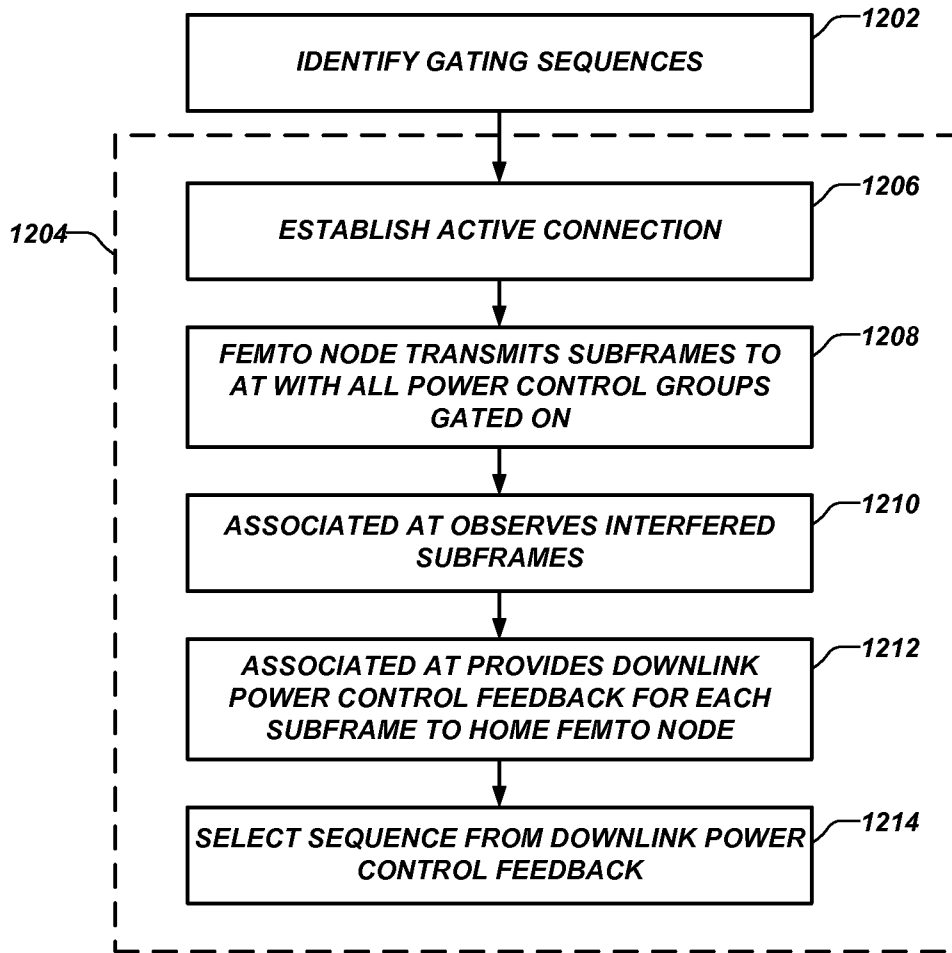 1202
IDENTIFY GATING SEQUENCES
1206
1204
ESTABLISH ACTIVE CONNECTION
1208
FEMTO NODE TRANSMITS SUBFRAMES TO
AT WITH ALL POWER CONTROL GROUPS
GATED ON
1210
ASSOCIATED AT OBSERVES INTERFERED
SUBFRAMES
1212
ASSOCIATED AT PROVIDES DOWNLINK
POWER CONTROL FEEDBACK FOR EACH
SUBFRAME TO HOME FEMTO NODE
1214
SELECT SEQUENCE FROM DOWNLINK POWER
CONTROL FEEDBACK